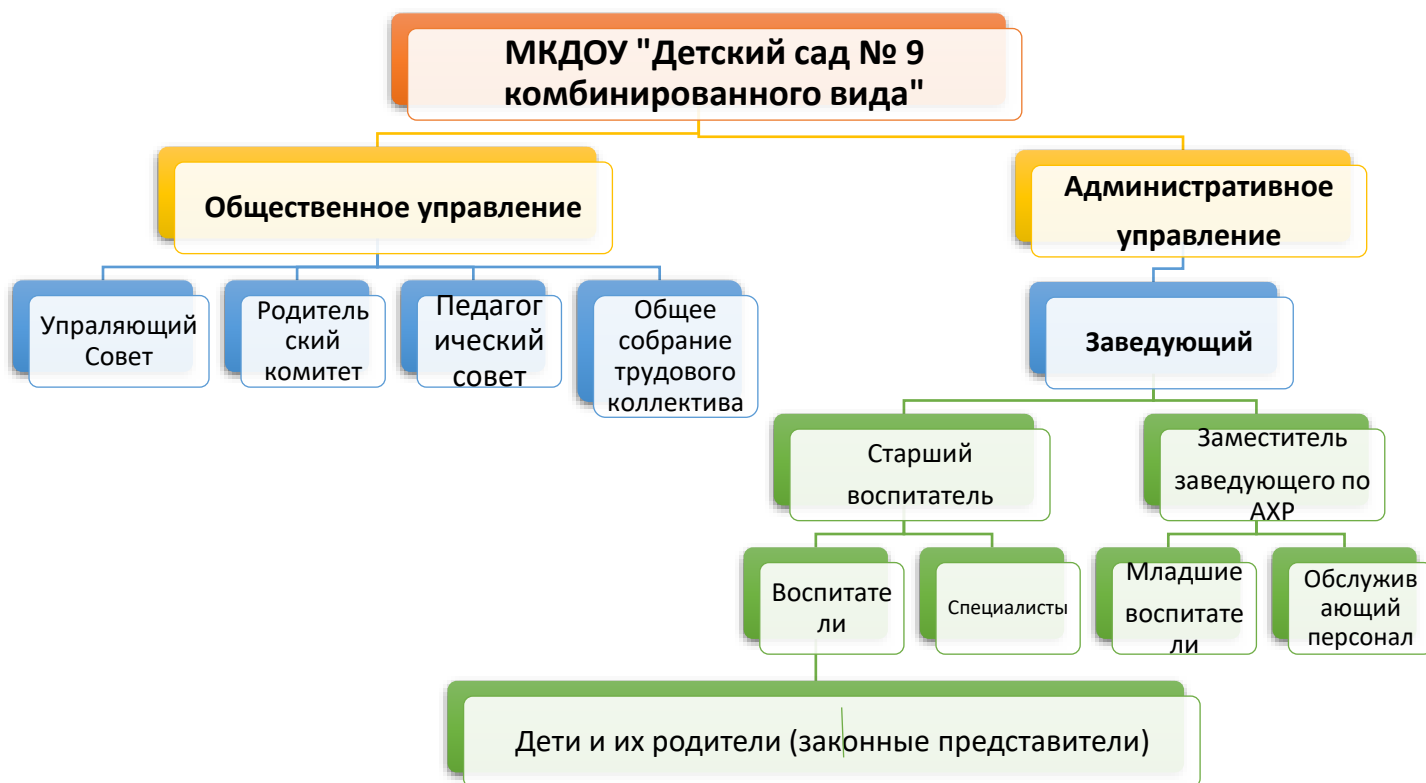 МКДОУ "Детский сад № 9
комбинированного вида"
Общественное управление
Административное
управление
Упраляющий
Совет
Родитель
ский
комитет
Педагог
ический
совет
Общее
собрание
трудового
коллектива
Заведующий
Старший
воспитатель
Заместитель
заведующего по
АХР
Воспитате
ли
Специалисты
Младшие
воспитате
ли
Обслужив
ающий
персонал
Дети и их родители (законные представители)